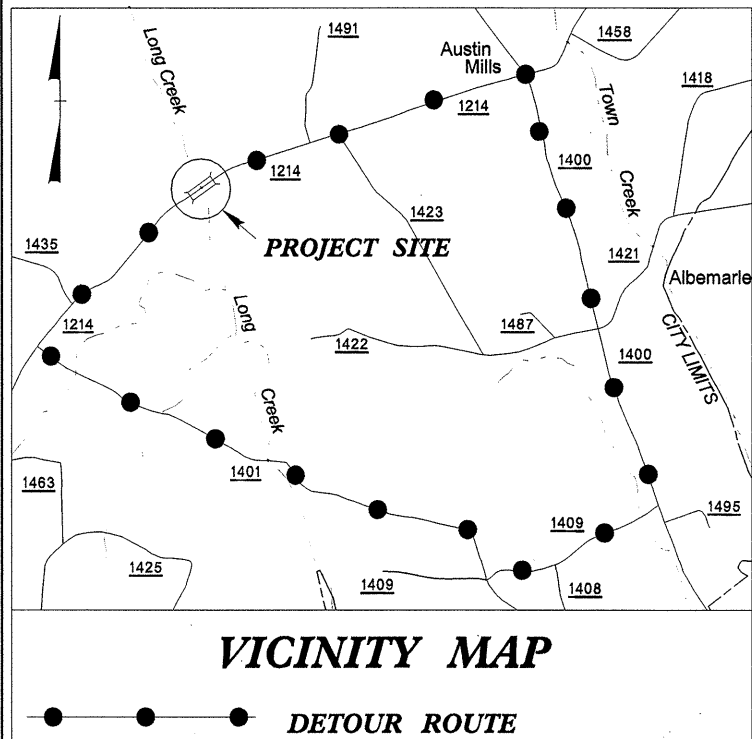 1491
1458
Long Creek
Austin
Mills
1418
1214
Town
1400
1214
Creek
1423
1435
PROJECT SITE
1421
Albemarle
Long
1214
1487
1422
CITY LIMITS
1400
Creek
1401
1463
1495
1409
1425
1409
1408
VICINITY MAP
DETOUR ROUTE